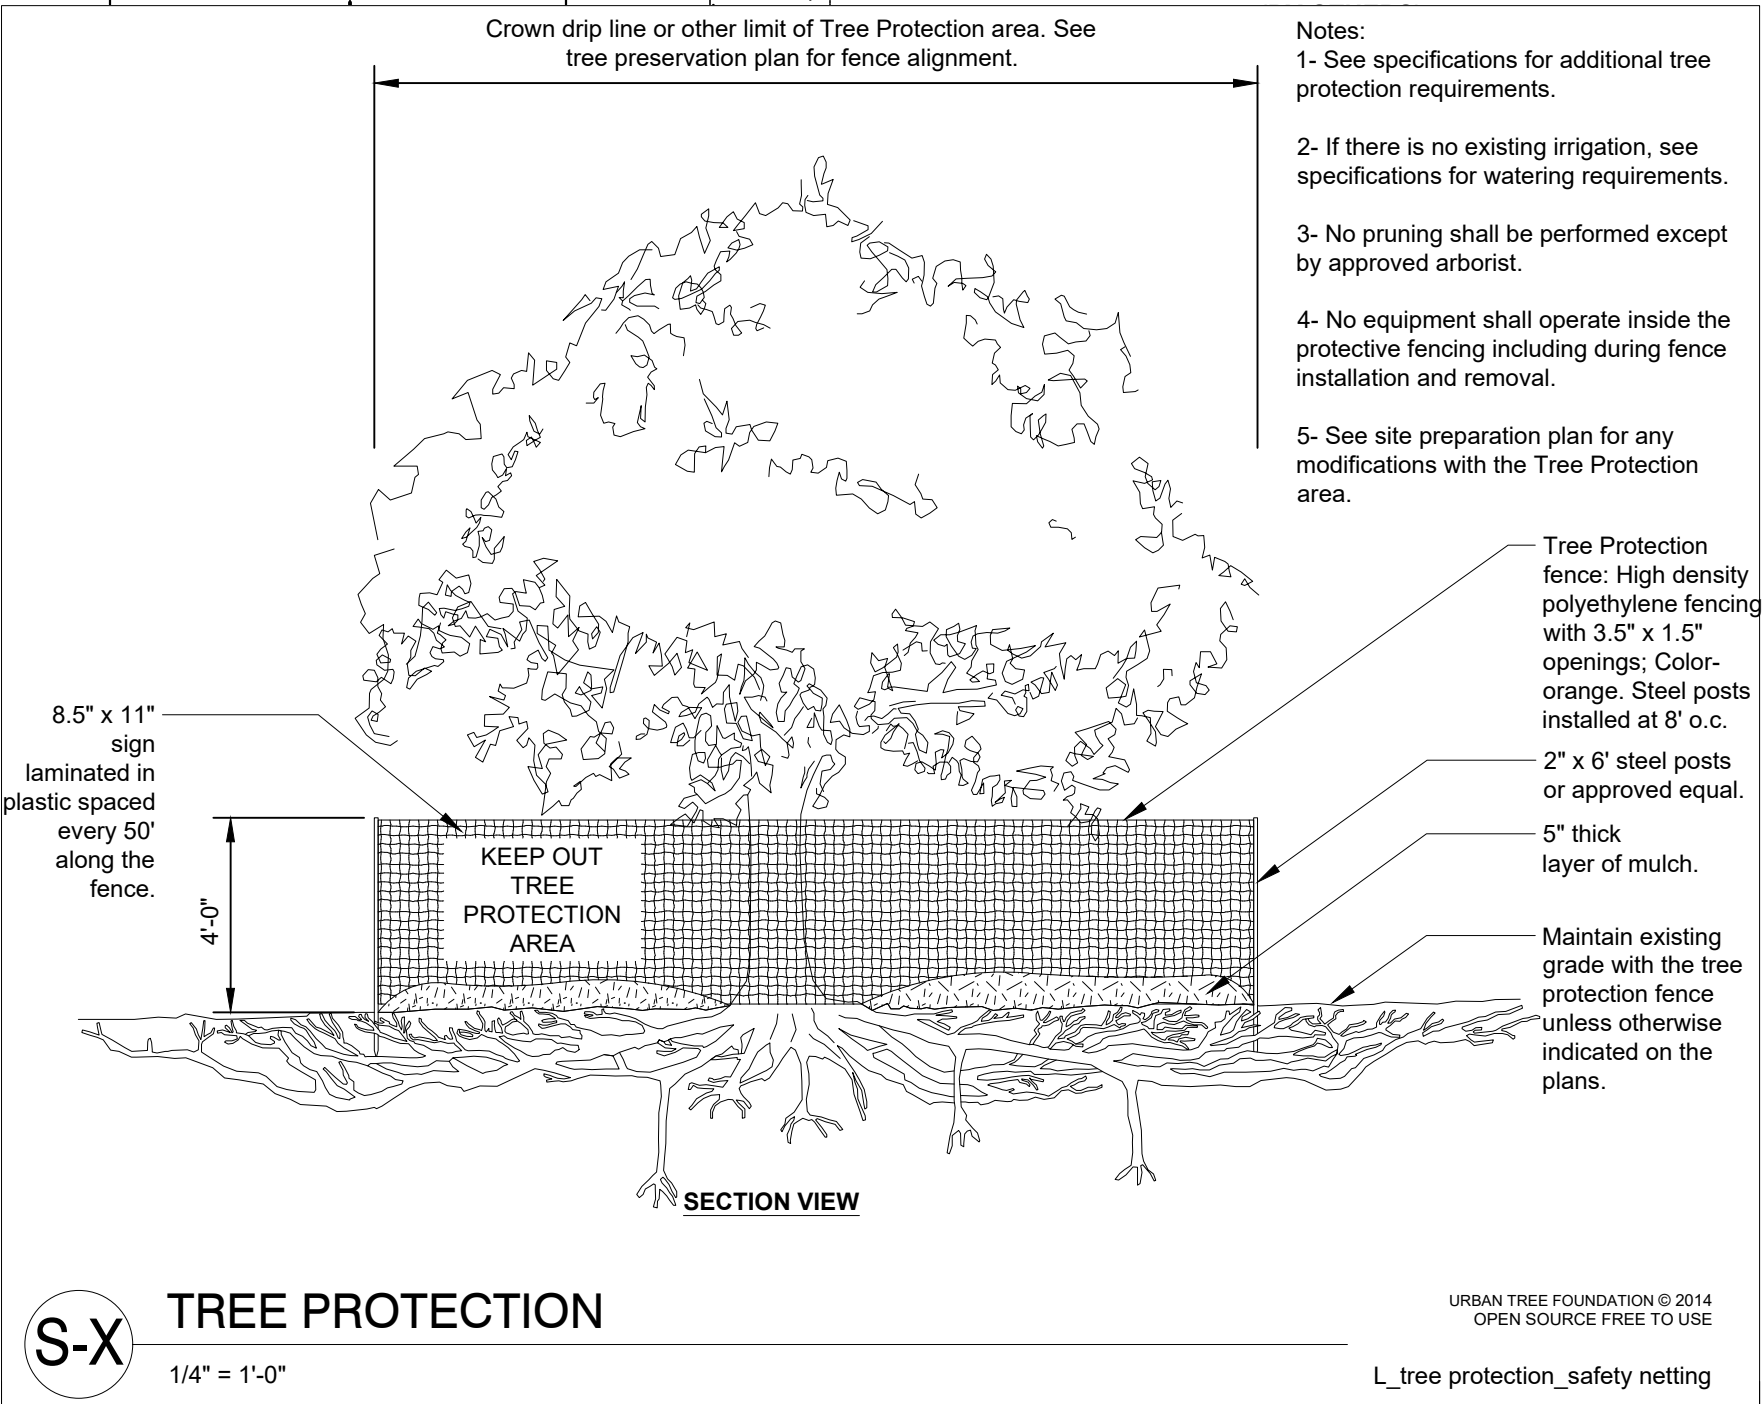 Crown drip line or other limit of Tree Protection area. See
tree preservation plan for fence alignment.
Notes:
1- See specifications for additional tree
protection requirements.
2- If there is no existing irrigation, see
specifications for watering requirements.
3- No pruning shall be performed except
by approved arborist.
4- No equipment shall operate inside the
protective fencing including during fence
installation and removal.
5- See site preparation plan for any
modifications with the Tree Protection
area.
Tree Protection
fence: High density
polyethylene fencing
with 3.5" x 1.5"
openings; Color-
orange. Steel posts
installed at 8' o.c.
2" x 6' steel posts
or approved equal.
5" thick
layer of mulch.
Maintain existing
grade with the tree
protection fence
unless otherwise
indicated on the
plans.
8.5" x 11"
sign
laminated in
plastic spaced
every 50'
along the
fence.
4'-0"
KEEP OUT
TREE
PROTECTION
AREA
SECTION VIEW
S-X
TREE PROTECTION
1/4" = 1'-0"
URBAN TREE FOUNDATION © 2014
OPEN SOURCE FREE TO USE
L_tree protection_safety netting